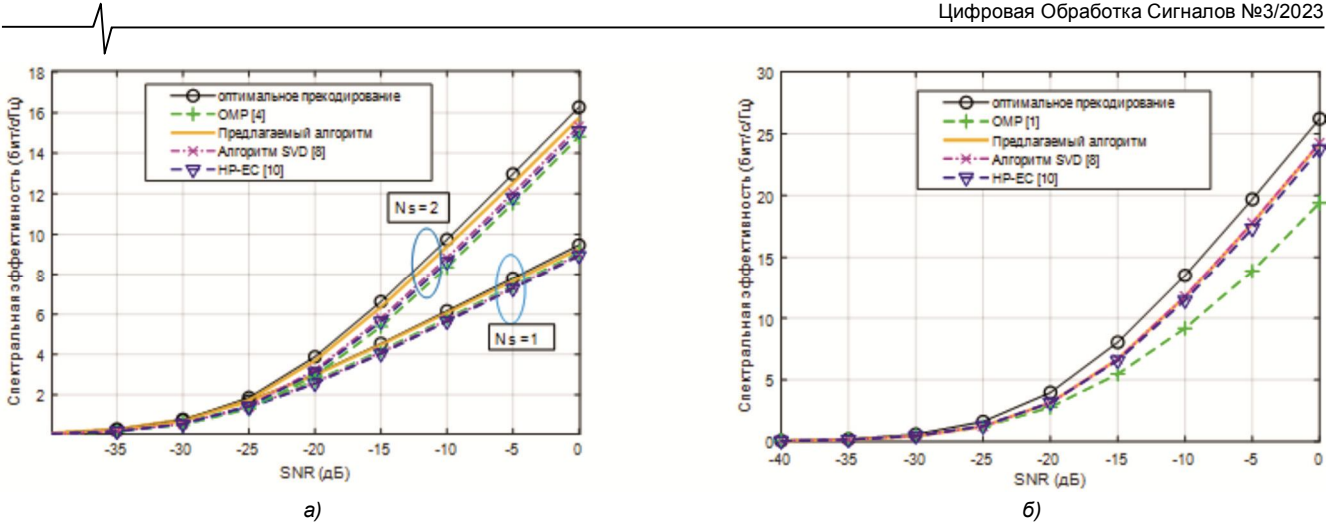 Цифровая Обработка Сигналов №3/2023
18
16
14
12
10
8
6
4
2
Спектральная эффективность (бит/с/Гц)
оптимальное прекодирование
OMP [4]
Предлагаемый алгоритм
Алгоритм SVD [8]
HP-EC [10]
Ns=2
Ns=1
-35 -30 -25 -20 -15 -10 -5 0
SNR (дБ)
а)
30
25
20
15
10
5
0
Спектральная эффективность (бит/с/Гц)
оптимальное прекодирование
OMP [1]
Предлагаемый алгоритм
Алгоритм SVD [8]
HP-EC [10]
-40 -35 -30 -25 -20 -15 -10 -5 0
SNR (дБ)
б)